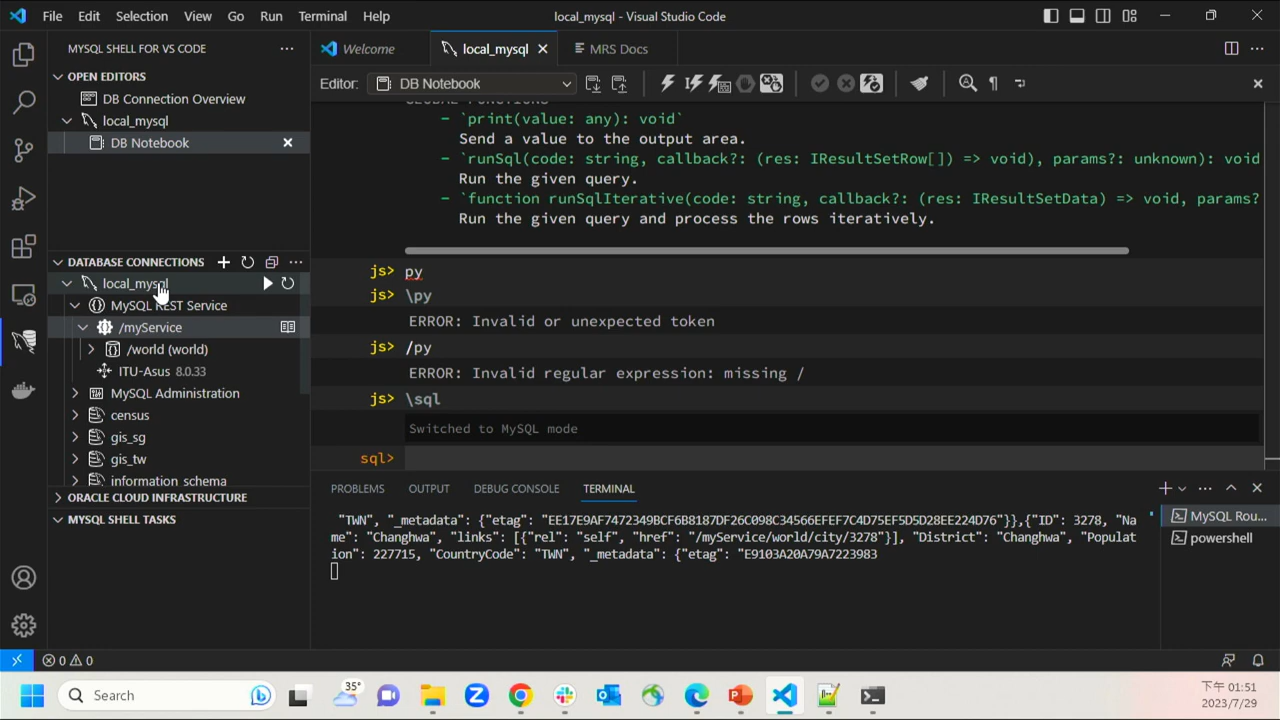 File Edit Selection View Go Run Terminal Help
local_mysql - Visual Studio Code
MYSQL SHELL FOR VS CODE
OPEN EDITORS
DB Connection Overview
local_mysql
DB Notebook
DATABASE CONNECTIONS
local_mysql
MySQL REST Service
/myService
/world (world)
ITU-Asus 8.0.33
MySQL Administration
census
gis_sg
gis_tw
information_schema
ORACLE CLOUD INFRASTRUCTURE
MYSQL SHELL TASKS
Welcome
local_mysql
MRS Docs
Editor: DB Notebook
GLOBAL FUNCTIONS
- `print(value: any): void`
Send a value to the output area.
- `runSql(code: string, callback?: (res: IResultSetRow[]) => void), params?: unknown): void
Run the given query.
- `function runSqlIterative(code: string, callback?: (res: IResultSetData) => void, params?
Run the given query and process the rows iteratively.
js> py
js> \py
ERROR: Invalid or unexpected token
js> /py
ERROR: Invalid regular expression: missing /
js> \sql
Switched to MySQL mode
sql>
PROBLEMS OUTPUT DEBUG CONSOLE TERMINAL
"TWN", "_metadata": {"etag": "EE17E9AF7472349BCF6B8187DF26C098C34566EFEF7C4D75EF5D5D28EE224D76"}},{"ID": 3278, "Na
me": "Changhwa", "links": [{"rel": "self", "href": "/myService/world/city/3278"}], "District": "Changhwa", "Populat
ion": 227715, "CountryCode": "TWN", "_metadata": {"etag": "E9103A20A79A7223983
MySQL Rou...
powershell
0 0
Search
35°
下午 01:51
2023/7/29